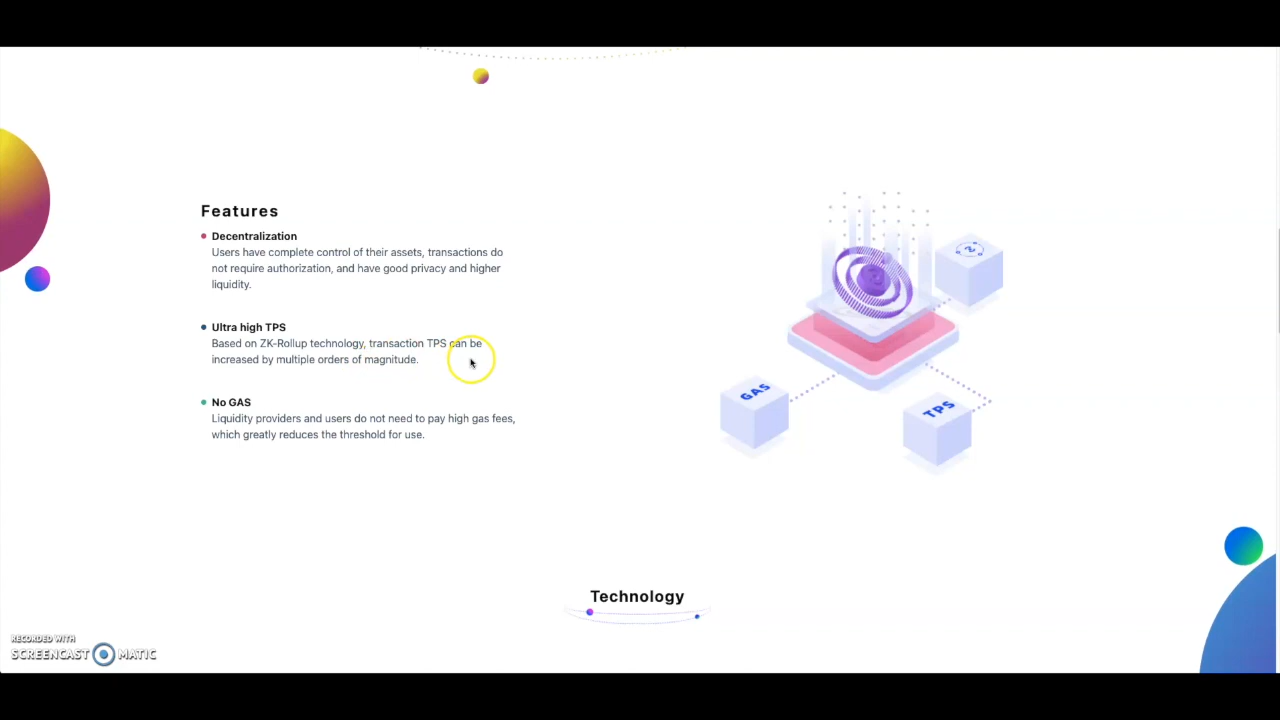 Features
Decentralization
Users have complete control of their assets, transactions do
not require authorization, and have good privacy and higher
liquidity.
Ultra high TPS
Based on ZK-Rollup technology, transaction TPS can be
increased by multiple orders of magnitude.
No GAS
Liquidity providers and users do not need to pay high gas fees,
which greatly reduces the threshold for use.
Z
GAS
TPS
Technology
RECORDED WITH
SCREENCAST MATIC